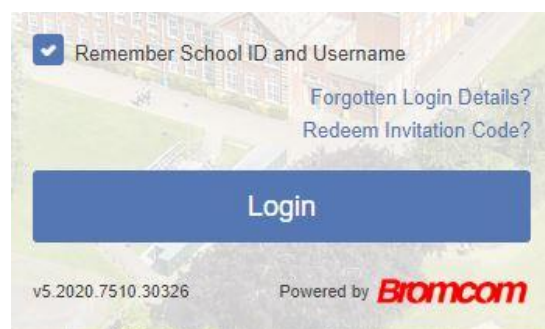 Remember School ID and Username
Forgotten Login Details?
Redeem Invitation Code?
Login
v5.2020.7510.30326 Powered by Bromcom